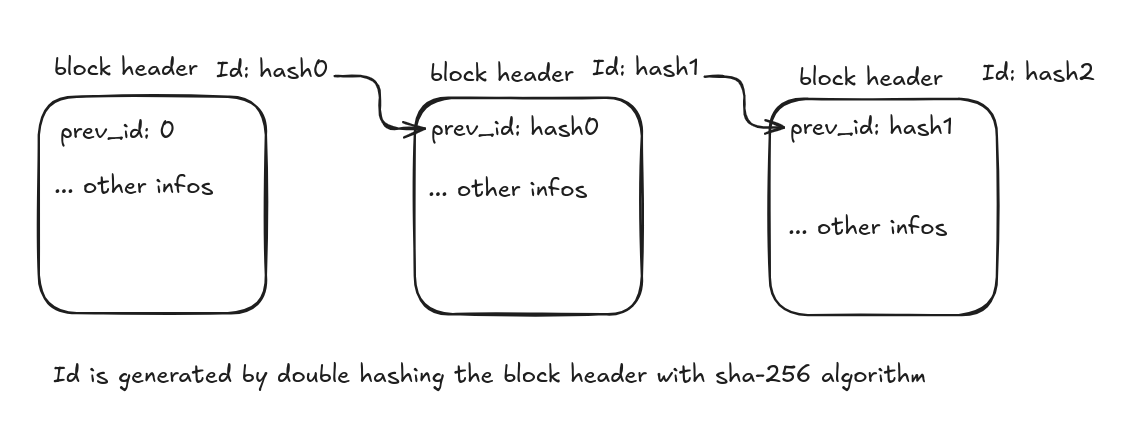 block header Id: hash0
prev_id: 0
... other infos
block header Id: hash1
prev_id: hash0
... other infos
block header Id: hash2
prev_id: hash1
... other infos
Id is generated by double hashing the block header with sha-256 algorithm